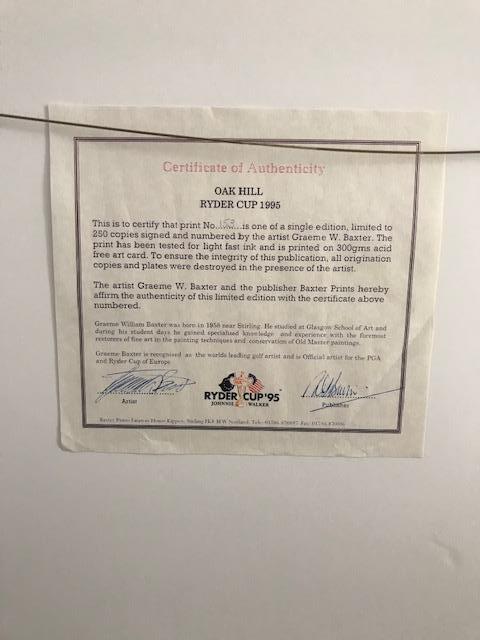 Certificate of Authenticity
OAK HILL
RYDER CUP 1995
This is to certify that print No. is one of a single edition, limited to
250 copies signed and numbered by the artist Graeme W. Baxter. The
print has been tested for light fast ink and is printed on 300gms acid
free art card. To ensure the integrity of this publication, all origination
copies and plates were destroyed in the presence of the artist.
The artist Graeme W. Baxter and the publisher Baxter Prints hereby
affirm the authenticity of this limited edition with the certificate above
numbered.
Graeme William Baxter was born in 1958 near Stirling. He studied at Glasgow School of Art and
during his student days he gained specialised knowledge and experience with the foremost
restorers of fine art in the painting techniques and conservation of Old Master paintings.
Graeme Baxter is recognised as the worlds leading golf artist and is Official artist for the PGA
and Ryder Cup of Europe
Artist
RYDER CUP '95
JOHNNIE WALKER
Publisher
Baxter Prints House Kippen, Stirling Scotland. Tel: Fax: